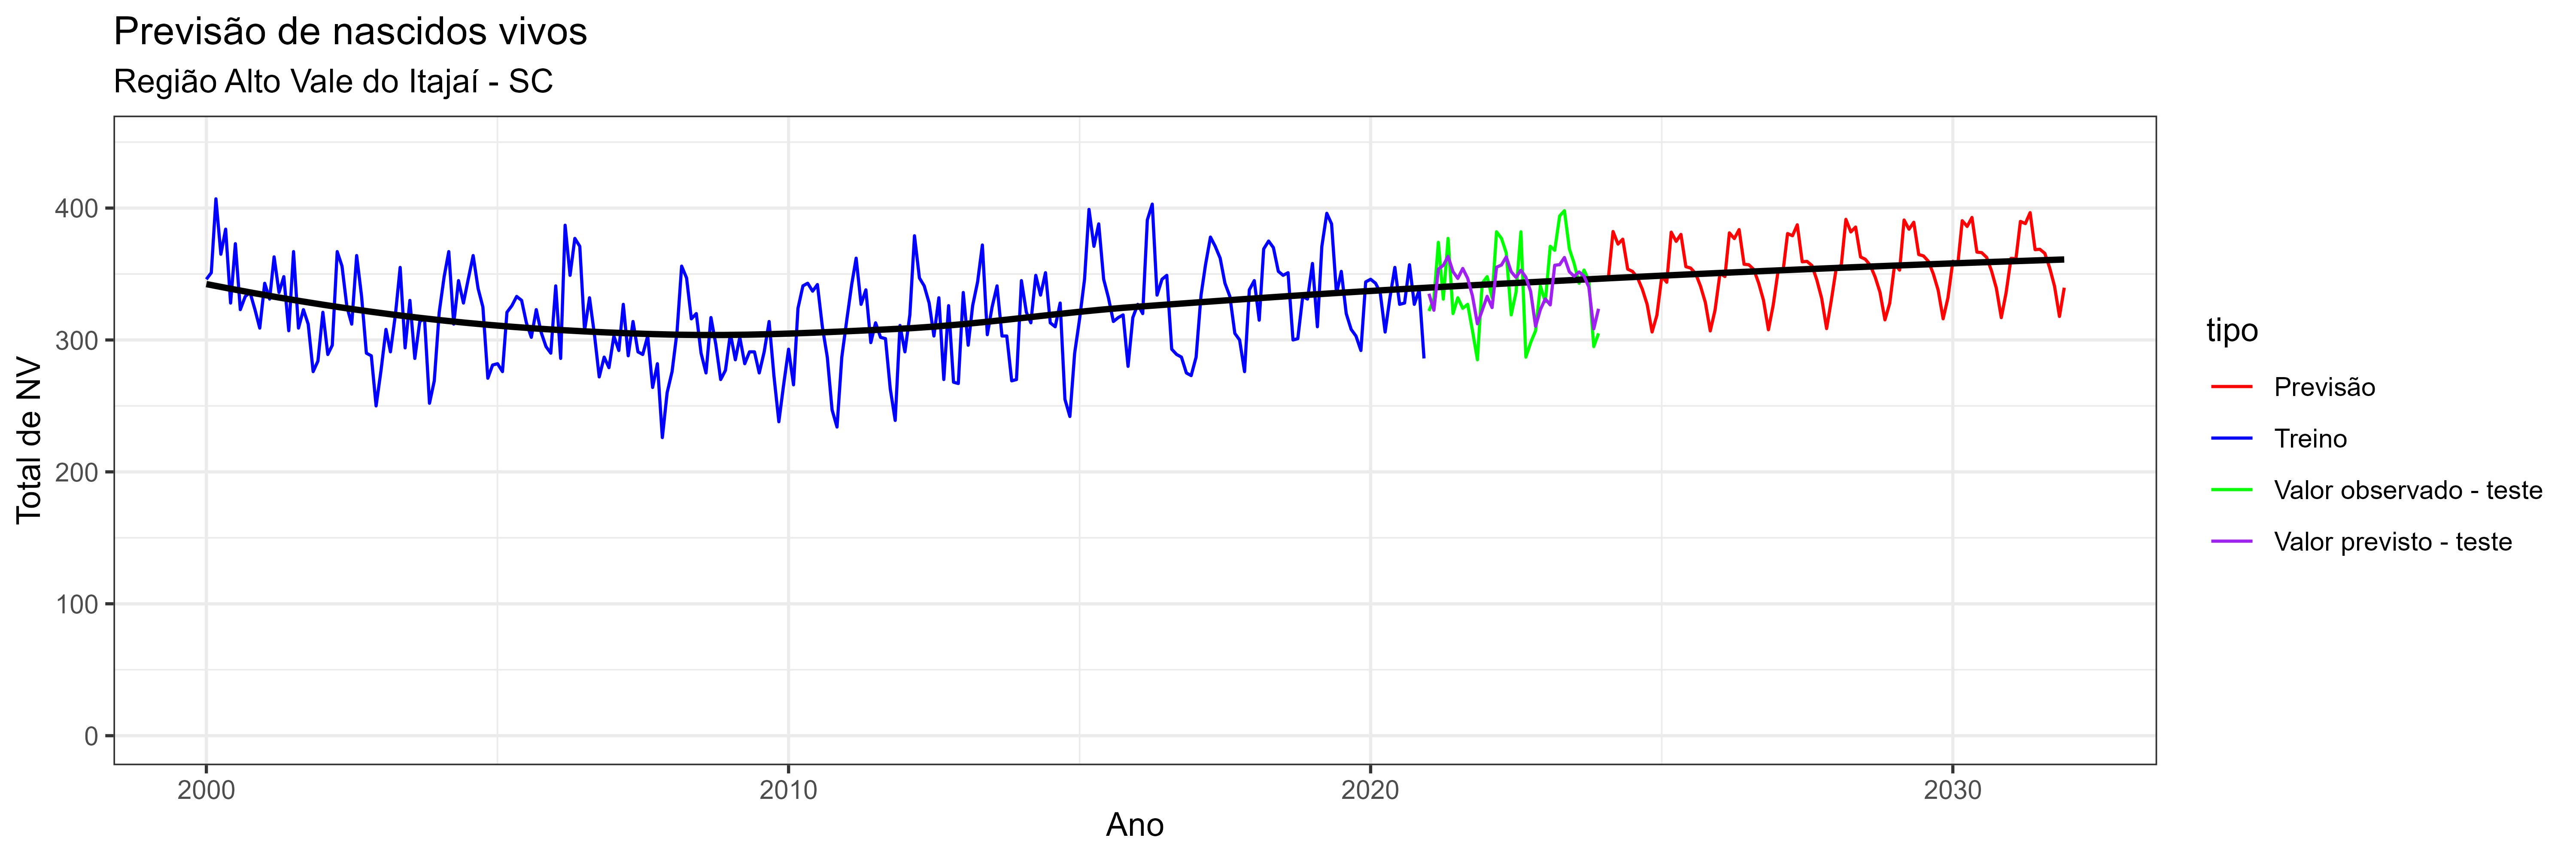 Previsão de nascidos vivos
Região Alto Vale do Itajaí - SC
Total de NV
400
300
200
100
0
2000
2010
2020
2030
Ano
tipo
Previsão
Treino
Valor observado - teste
Valor previsto - teste